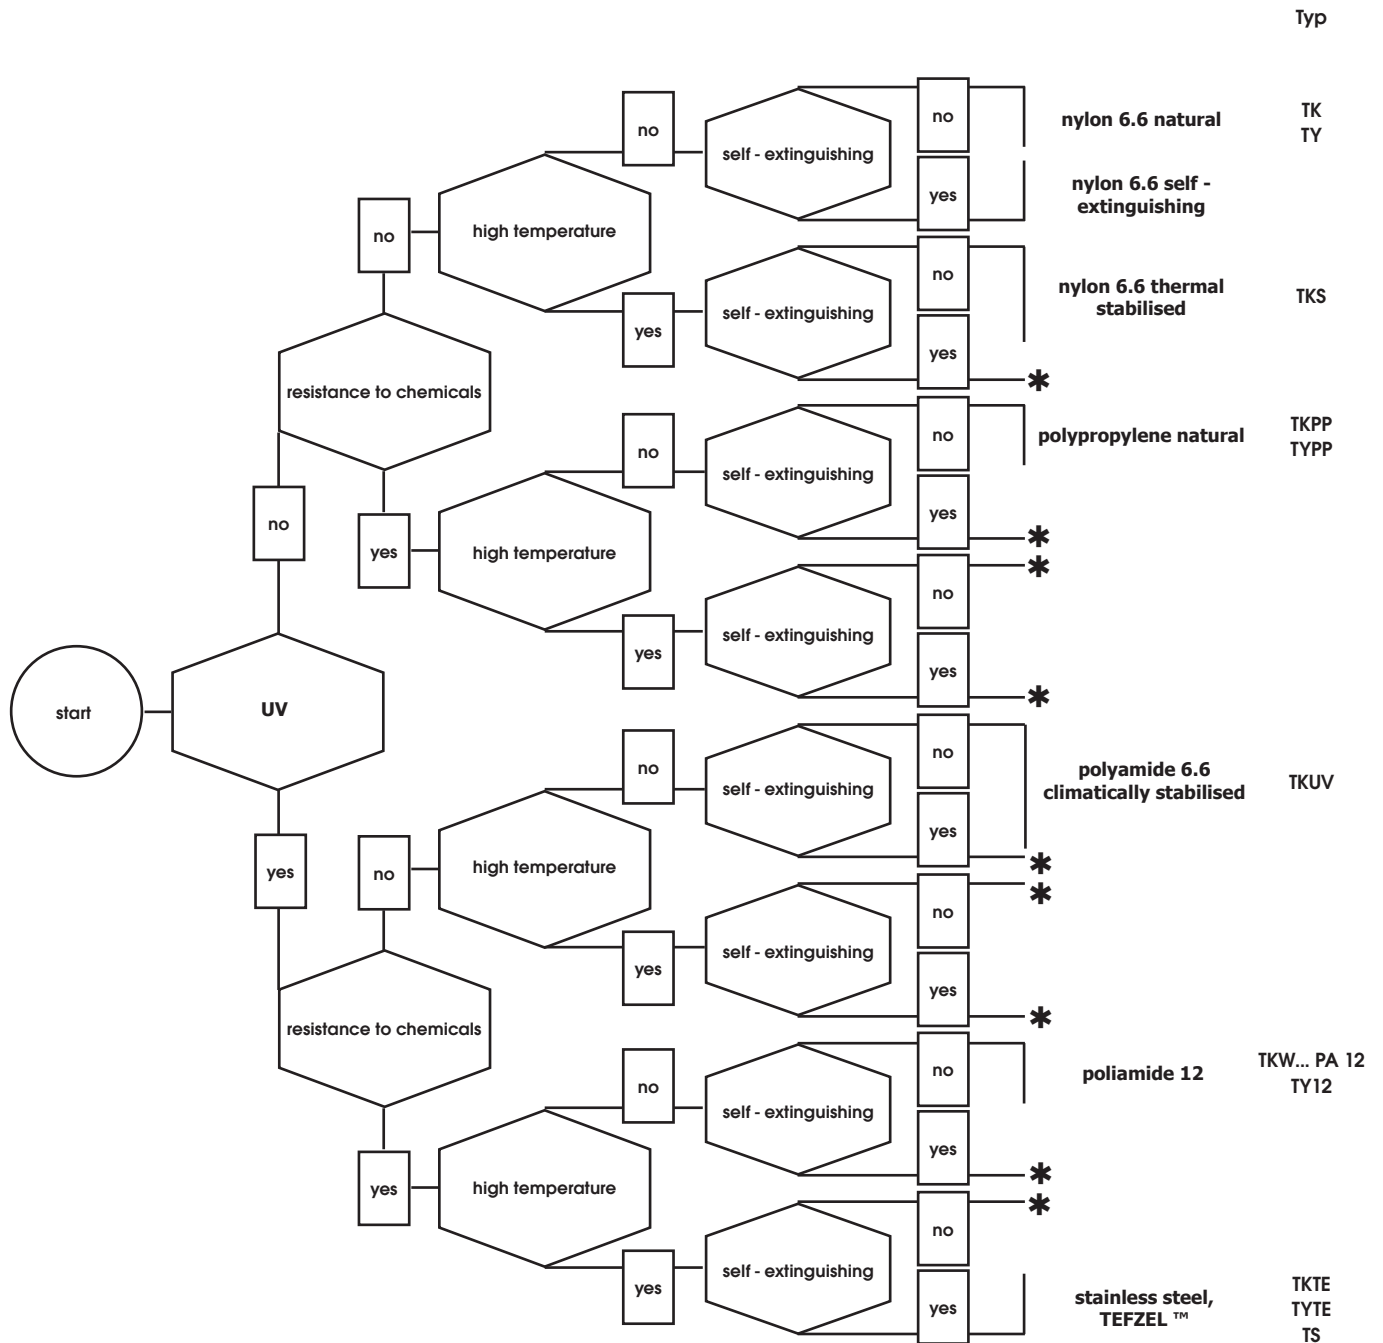 Typ
no
no
self - extinguishing
yes
nylon 6.6 natural
TK
TY
nylon 6.6 self -
extinguishing
no
high temperature
yes
self - extinguishing
no
yes
nylon 6.6 thermal
stabilised
TKS
*
resistance to chemicals
no
yes
high temperature
no
self - extinguishing
no
yes
polypropylene natural
TKPP
TYPP
*
*
yes
self - extinguishing
no
yes
*
start
UV
no
self - extinguishing
no
yes
polyamide 6.6
climatically stabilised
TKUV
*
*
yes
no
high temperature
yes
self - extinguishing
no
yes
*
resistance to chemicals
no
self - extinguishing
no
yes
poliamide 12
TKW... PA 12
TY12
*
*
yes
high temperature
yes
self - extinguishing
no
yes
stainless steel,
TEFZEL ™
TKTE
TYTE
TS